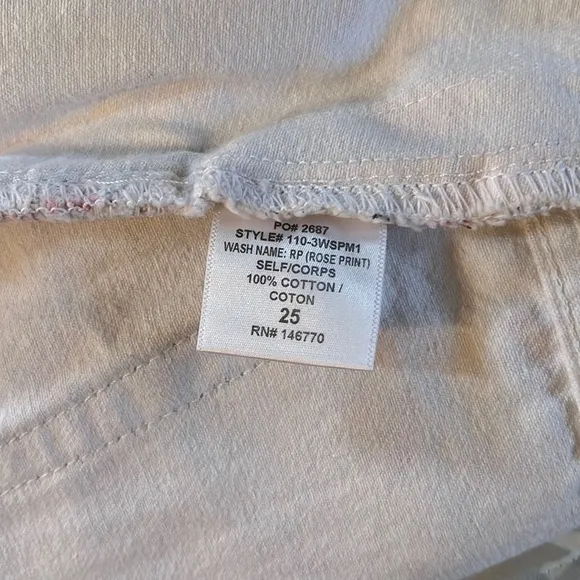 PO# 2687
STYLE# 110-3WSPM1
WASH NAME: RP (ROSE PRINT)
SELF/CORPS
100% COTTON /
COTON
25
RN# 146770